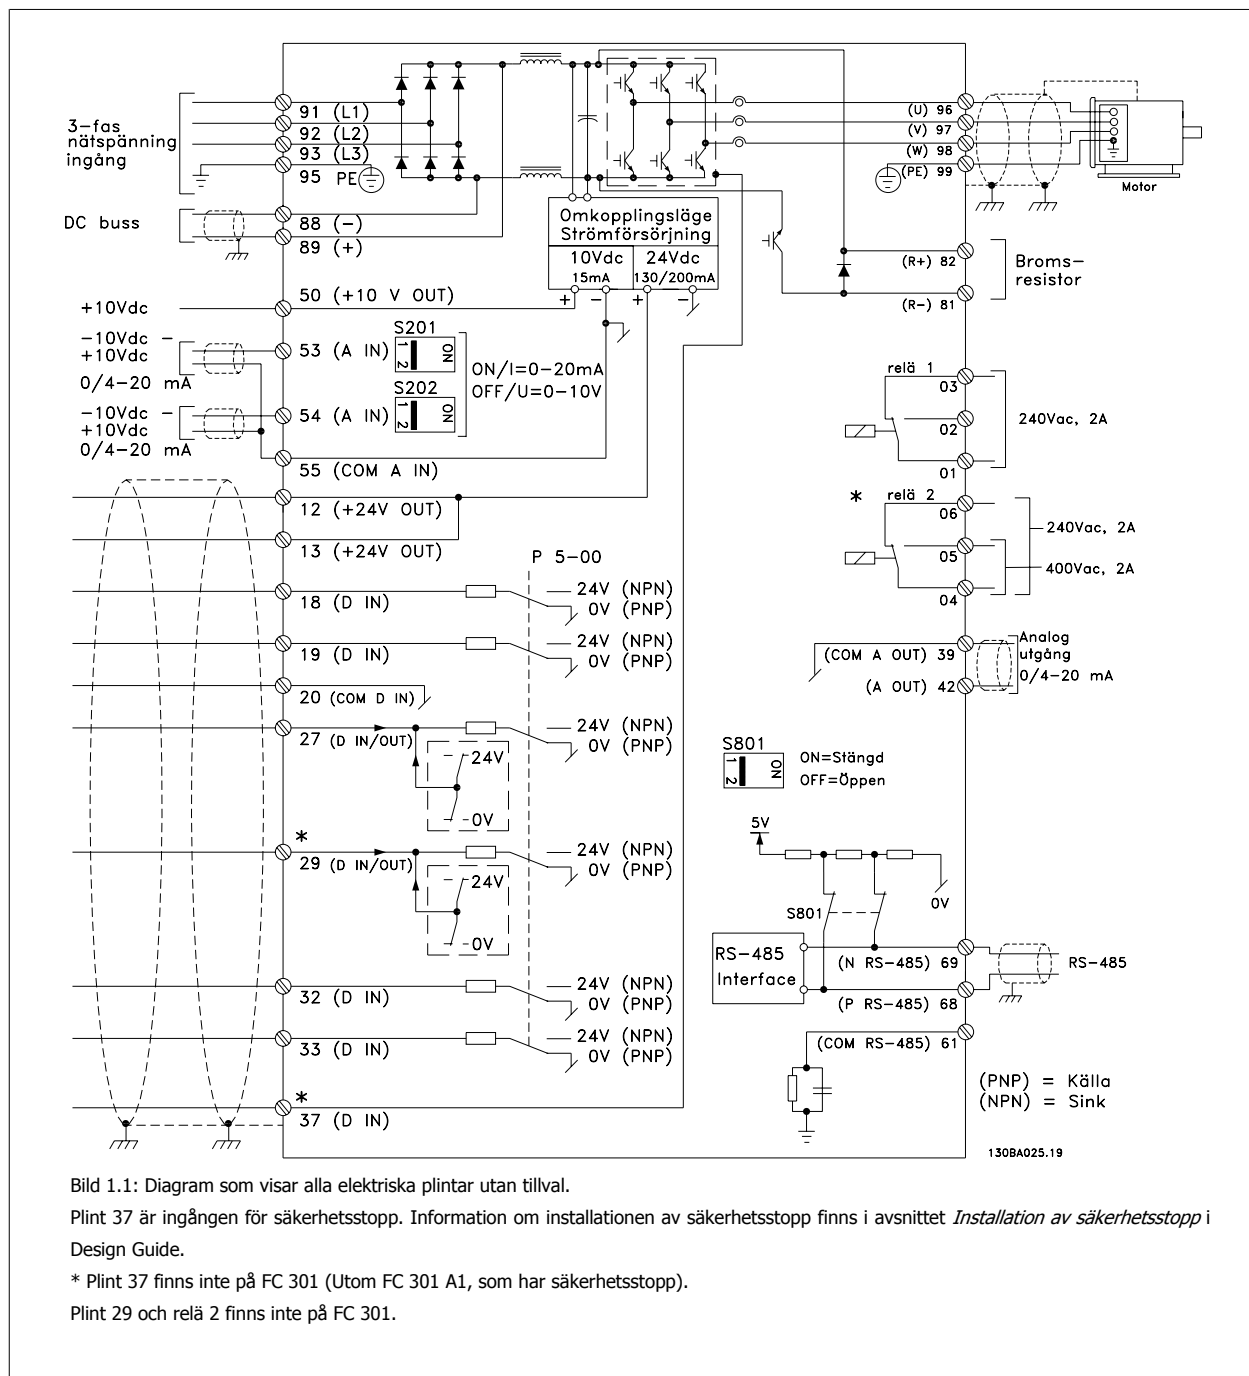 3-fas
nätspänning
ingång
91 (L1)
92 (L2)
93 (L3)
95 PE
DC buss
88 (-)
89 (+)
+10Vdc
50 (+10 V OUT)
-10Vdc -
+10Vdc
0/4-20 mA
53 (A IN)
S201
1 2 ON
ON/I=0-20mA
OFF/U=0-10V
S202
1 2 ON
-10Vdc -
+10Vdc
0/4-20 mA
54 (A IN)
55 (COM A IN)
12 (+24V OUT)
13 (+24V OUT)
P 5-00
18 (D IN)
24V (NPN)
0V (PNP)
19 (D IN)
24V (NPN)
0V (PNP)
20 (COM D IN)
27 (D IN/OUT)
24V (NPN)
0V (PNP)
24V
0V
*
29 (D IN/OUT)
24V (NPN)
0V (PNP)
24V
0V
32 (D IN)
24V (NPN)
0V (PNP)
33 (D IN)
24V (NPN)
0V (PNP)
*
37 (D IN)
Omkopplingsläge
Strömförsörjning
10Vdc
15mA
24Vdc
130/200mA
+ - + -
(U) 96
(V) 97
(W) 98
(PE) 99
Motor
(R+) 82
(R-) 81
Broms-
resistor
relä 1
03
02
01
240Vac, 2A
* relä 2
06
05
04
240Vac, 2A
400Vac, 2A
(COM A OUT) 39
(A OUT) 42
Analog
utgång
0/4-20 mA
S801
1 2 ON
ON=Stängd
OFF=Öppen
5V
S801
0V
RS-485
Interface
(N RS-485) 69
(P RS-485) 68
RS-485
(COM RS-485) 61
(PNP) = Källa
(NPN) = Sink
130BA025.19
Bild 1.1: Diagram som visar alla elektriska plintar utan tillval.
Plint 37 är ingången för säkerhetsstopp. Information om installationen av säkerhetsstopp finns i avsnittet Installation av säkerhetsstopp i
Design Guide.
* Plint 37 finns inte på FC 301 (Utom FC 301 A1, som har säkerhetsstopp).
Plint 29 och relä 2 finns inte på FC 301.